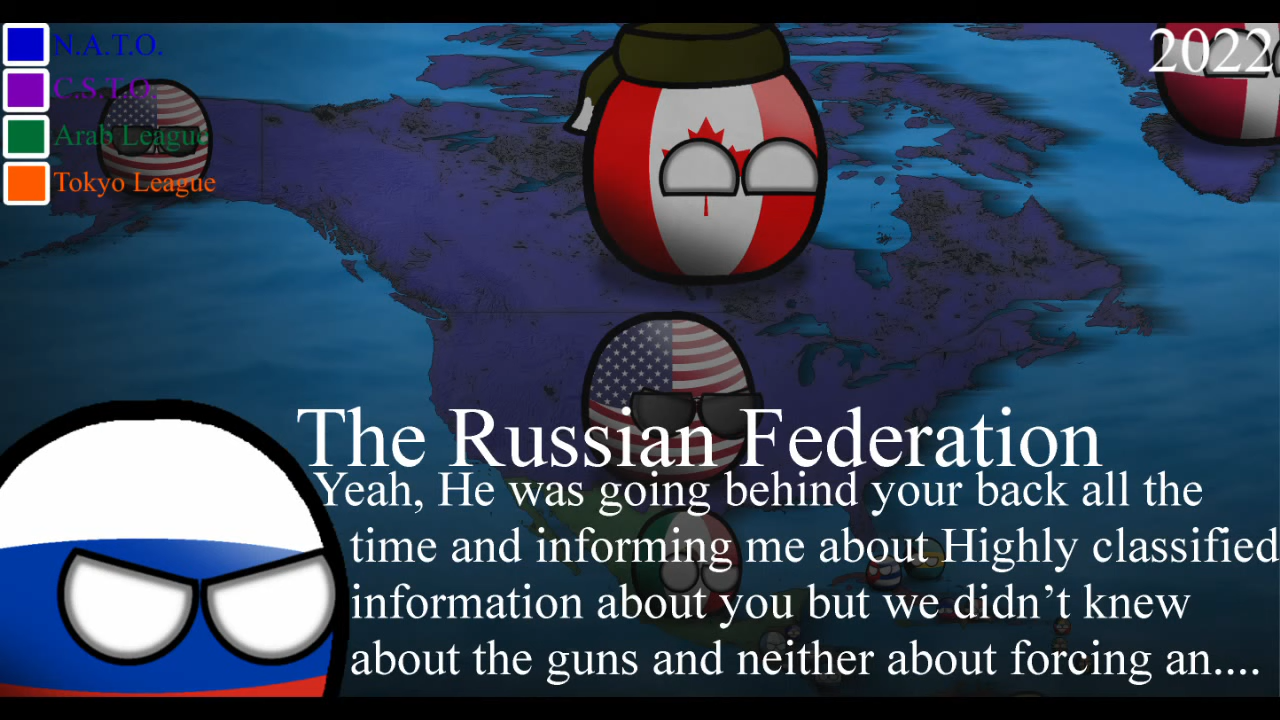 N.A.T.O.
C.S.T.O.
Arab League
Tokyo League
2022
The Russian Federation
Yeah, He was going behind your back all the
time and informing me about Highly classified
information about you but we didn’t knew
about the guns and neither about forcing an....